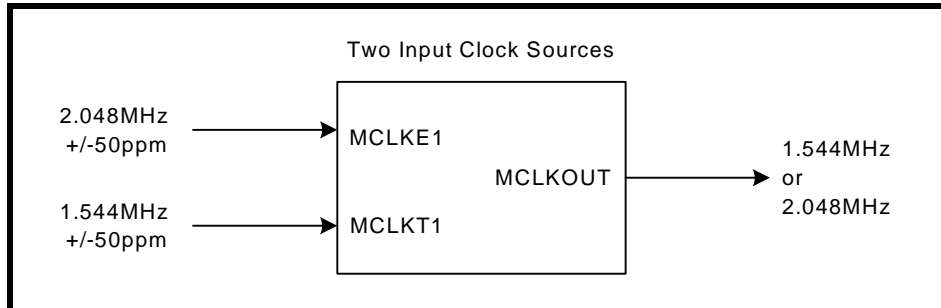 Two Input Clock Sources
2.048MHz
+/-50ppm
MCLKE1
1.544MHz
+/-50ppm
MCLKT1
MCLKOUT
1.544MHz
or
2.048MHz